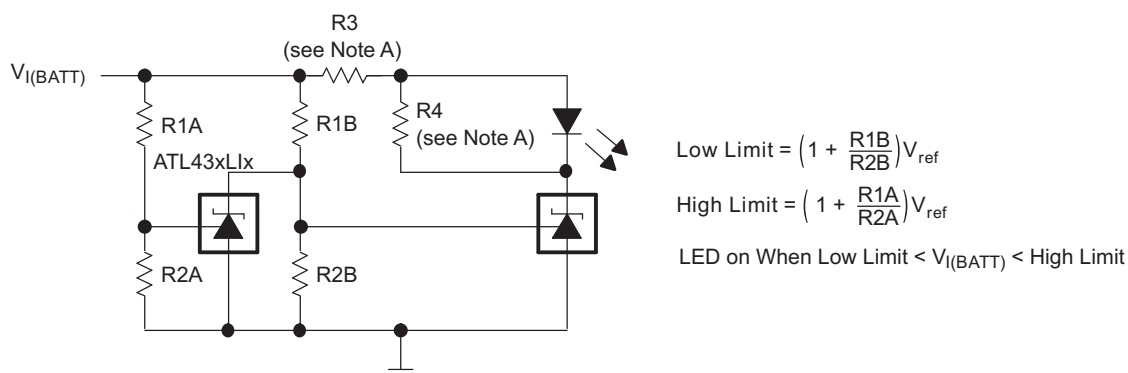 R3
(see Note A)
V_I(BATT)
R1A
R1B
R4
(see Note A)
ATL43xLIx
R2A
R2B
Low Limit = (1 + R1B/R2B)V_ref
High Limit = (1 + R1A/R2A)V_ref
LED on When Low Limit < V_I(BATT) < High Limit